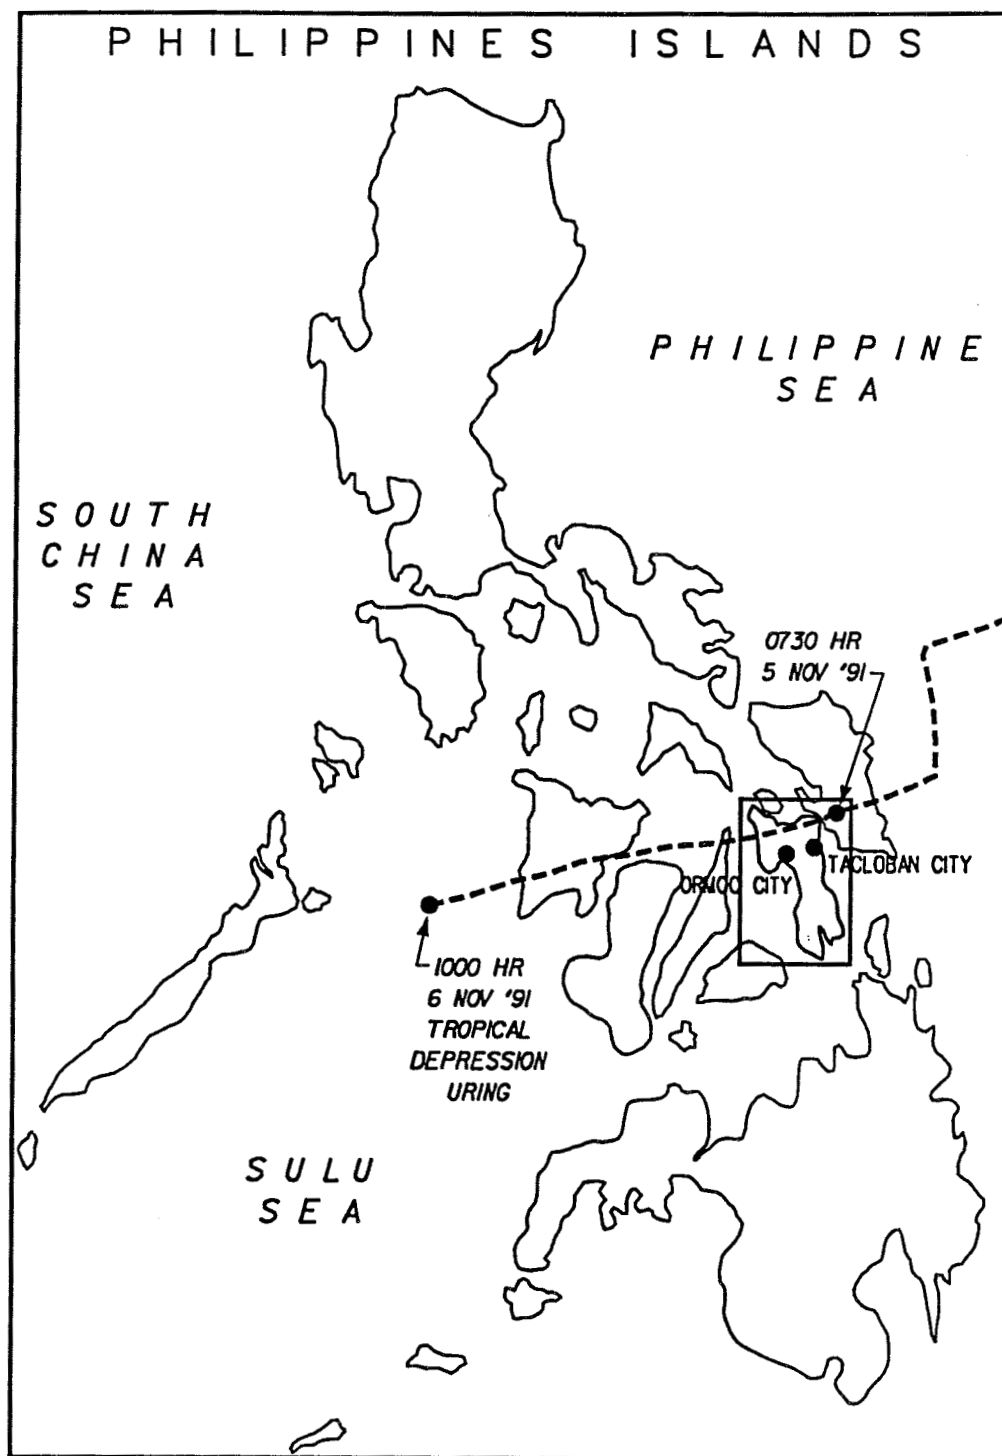 PHILIPPINES ISLANDS
PHILIPPINE
SEA
SOUTH
CHINA
SEA
0730 HR
5 NOV '91
TACLOBAN CITY
ORMOC CITY
1000 HR
6 NOV '91
TROPICAL
DEPRESSION
URING
SULU
SEA